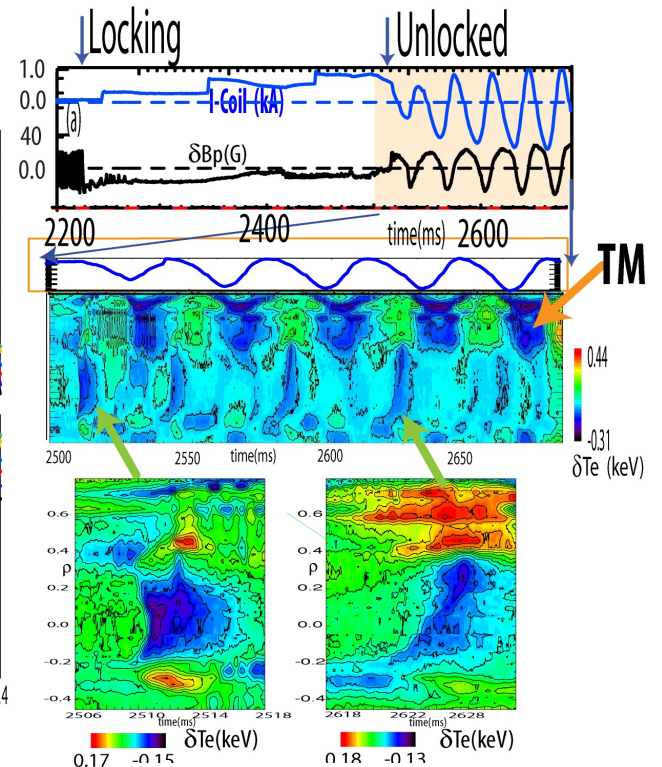 Locking Unlocked
1.0
0.0
I-Coil (kA)
(a)
40
δBp(G)
0.0
2200 2400 time(ms) 2600
TM
0.44
-0.31
2500 2550 time(ms) 2600 2650
δTe (keV)
0.6 0.6
0.4 0.4
ρ ρ
0.2 0.2
0.0 0.0
-0.2 -0.2
-0.4 -0.4
.4
2506 2510 2514 2518 2618 2622 2628
time(ms) time(ms)
δTe(keV) δTe(keV)
0.17 -0.15 0.18 -0.13